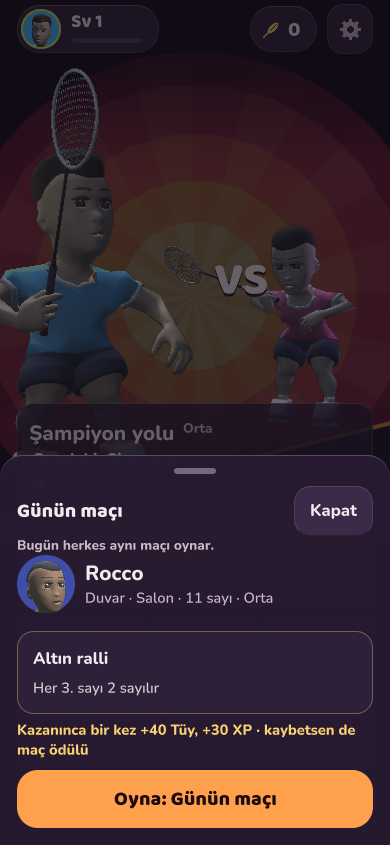 Sv 1
0
VS
Şampiyon yolu Orta
Günün maçı
Kapat
Bugün herkes aynı maçı oynar.
Rocco
Duvar · Salon · 11 sayı · Orta
Altın ralli
Her 3. sayı 2 sayılır
Kazanınca bir kez +40 Tüy, +30 XP · kaybetsen de
maç ödülü
Oyna: Günün maçı